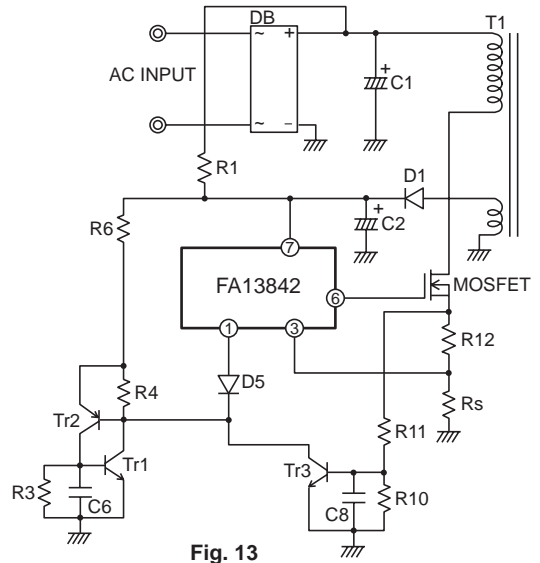 DB
T1
~
+
AC INPUT
C1
+
~
−
R1
D1
R6
+
C2
7
FA13842
6
MOSFET
1
3
R12
D5
R4
Rs
Tr2
R11
Tr1
Tr3
R3
C6
C8
R10
Fig. 13